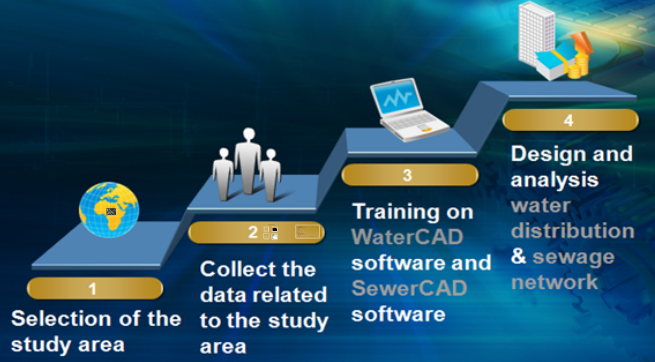 1
Selection of the
study area
2
Collect the
data related
to the study
area
3
Training on
WaterCAD
software and
SewerCAD
software
4
Design and
analysis
water
distribution
& sewage
network